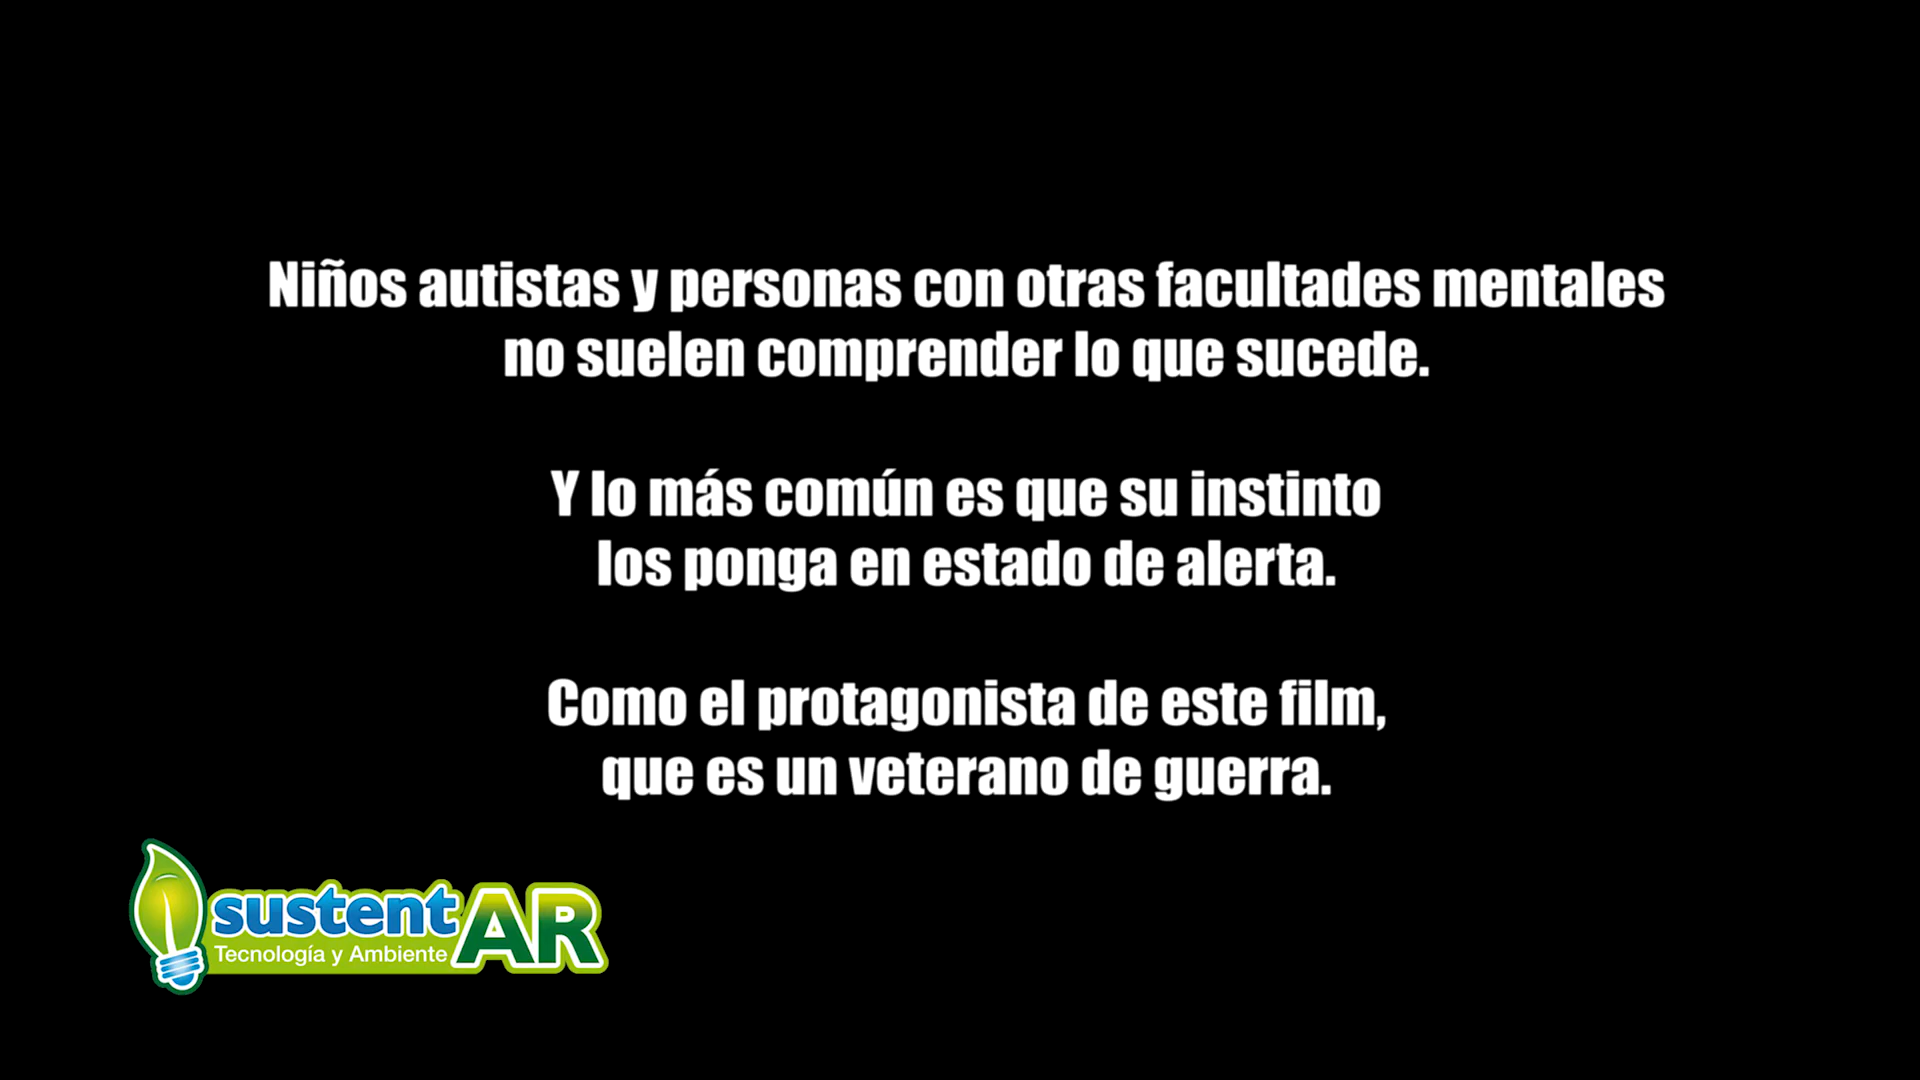 Niños autistas y personas con otras facultades mentales
no suelen comprender lo que sucede.
Y lo más común es que su instinto
los ponga en estado de alerta.
Como el protagonista de este film,
que es un veterano de guerra.
sustentAR
Tecnología y Ambiente